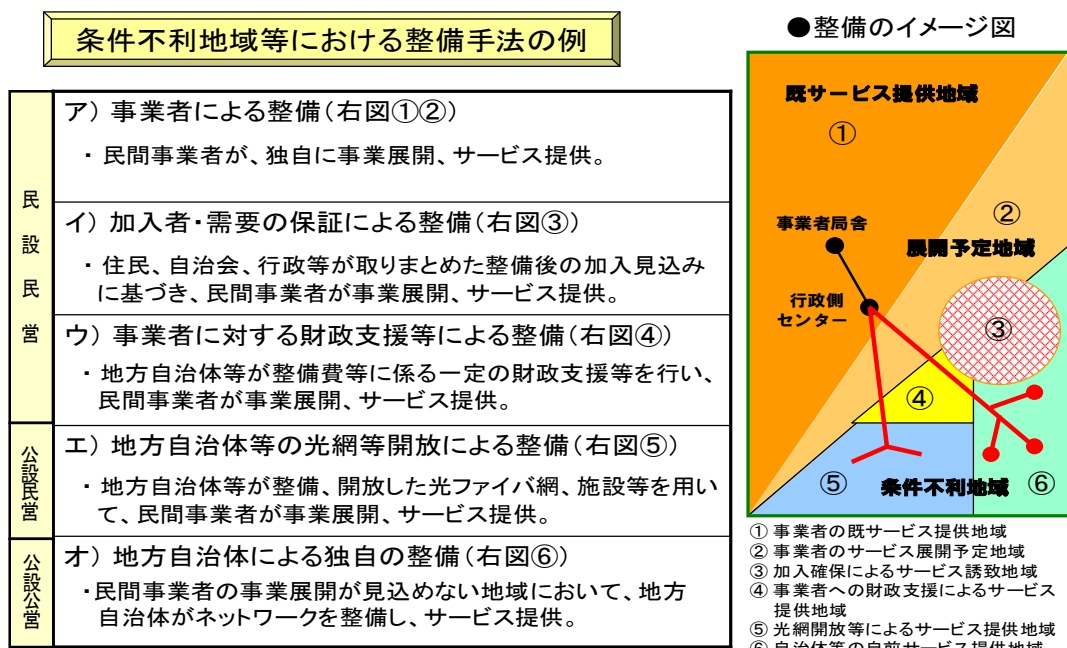 条件不利地域等における整備手法の例
民設民営
ア）事業者による整備（右図①②）
・ 民間事業者が、独自に事業展開、サービス提供。
イ）加入者・需要の保証による整備（右図③）
・ 住民、自治会、行政等が取りまとめた整備後の加入見込み
に基づき、民間事業者が事業展開、サービス提供。
ウ）事業者に対する財政支援等による整備（右図④）
・ 地方自治体等が整備費等に係る一定の財政支援等を行い、
民間事業者が事業展開、サービス提供。
公設民営
エ）地方自治体等の光網等開放による整備（右図⑤）
・ 地方自治体等が整備、開放した光ファイバ網、施設等を用い
て、民間事業者が事業展開、サービス提供。
公設公営
オ）地方自治体による独自の整備（右図⑥）
・民間事業者の事業展開が見込めない地域において、地方
自治体がネットワークを整備し、サービス提供。
●整備のイメージ図
既サービス提供地域
①
②
事業者局舎
展開予定地域
行政側
センター
③
④
⑤
条件不利地域
⑥
① 事業者の既サービス提供地域
② 事業者のサービス展開予定地域
③ 加入確保によるサービス誘致地域
④ 事業者への財政支援によるサービス
提供地域
⑤ 光網開放等によるサービス提供地域
⑥ 自治体等の自前サービス提供地域